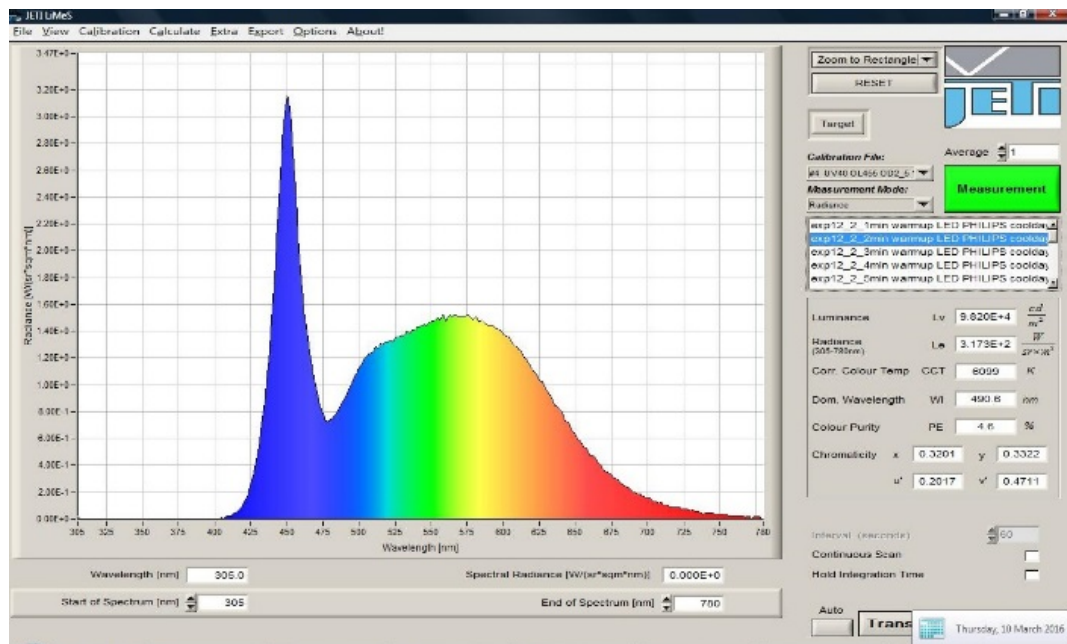 JETI LiMeS
File View Calibration Calculate Extra Export Options About!
3.47E+0
3.20E+0
2.80E+0
2.60E+0
2.40E+0
2.20E+0
2.00E+0
1.80E+0
1.60E+0
1.40E+0
1.20E+0
1.00E+0
8.00E-1
6.00E-1
4.00E-1
2.00E-1
0.00E+0
Radiance [W/(sr*sqm*nm)]
305 325 350 375 400 425 450 475 500 525 550 575 600 625 650 675 700 725 750 780
Wavelength [nm]
Wavelength [nm] 305.0 Spectral Radiance [W/(sr*sqm*nm)] 0.000E+0
Start of Spectrum [nm] 305 End of Spectrum [nm] 780
Zoom to Rectangle
RESET
JETI
Target
Calibration File:
Average 1
Measurement Mode:
Radiance
Measurement
exp12_2_1min warmup LED PHILIPS coolday
exp12_2_2min warmup LED PHILIPS coolday
exp12_2_3min warmup LED PHILIPS coolday
exp12_2_4min warmup LED PHILIPS coolday
exp12_2_5min warmup LED PHILIPS coolday
Luminance Lv 9.820E+4 cd/m²
Radiance (305-780nm) Le 3.173E+2 W/sr*m²
Corr. Colour Temp CCT 6099 K
Dom. Wavelength Wl 490.6 nm
Colour Purity PE 4.6 %
Chromaticity x 0.3201 y 0.3322
u' 0.2017 v' 0.4711
Interval (seconds) 60
Continuous Scan
Hold Integration Time
Auto
Trans
Thursday, 10 March 2016